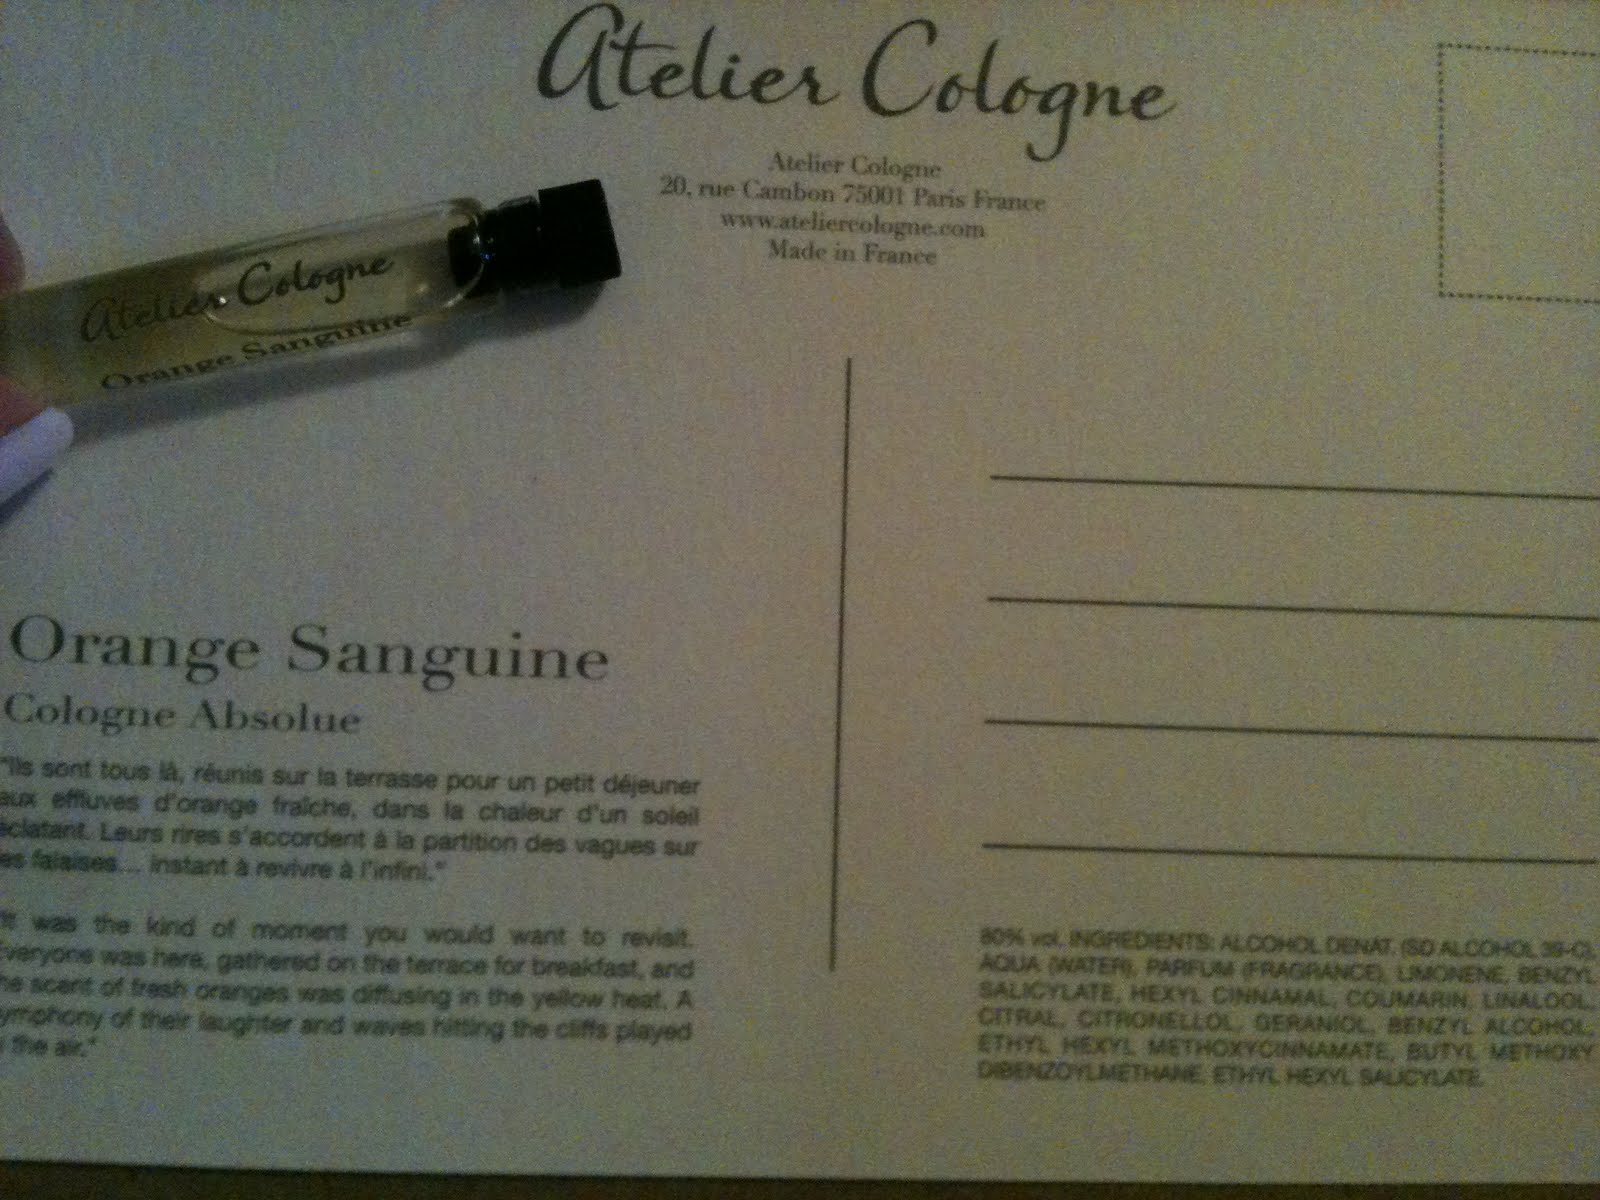 Atelier Cologne
Atelier Cologne
20, rue Cambon 75001 Paris France
www.ateliercologne.com
Made in France
Atelier Cologne
Orange Sanguine
Orange Sanguine
Cologne Absolue
"Ils sont tous là, réunis sur la terrasse pour un petit déjeuner
aux effluves d'orange fraîche, dans la chaleur d'un soleil
éclatant. Leurs rires s'accordent à la partition des vagues sur
les falaises... instant à revivre à l'infini."
"It was the kind of moment you would want to revisit.
Everyone was here, gathered on the terrace for breakfast, and
the scent of fresh oranges was diffusing in the yellow heat. A
symphony of their laughter and waves hitting the cliffs played
the air."
80% vol. INGREDIENTS: ALCOHOL DENAT. (SD ALCOHOL 39-C),
AQUA (WATER), PARFUM (FRAGRANCE), LIMONENE, BENZYL
SALICYLATE, HEXYL CINNAMAL, COUMARIN, LINALOOL,
CITRAL, CITRONELLOL, GERANIOL, BENZYL ALCOHOL,
ETHYL HEXYL METHOXYCINNAMATE, BUTYL METHOXY
DIBENZOYLMETHANE, ETHYL HEXYL SALICYLATE.